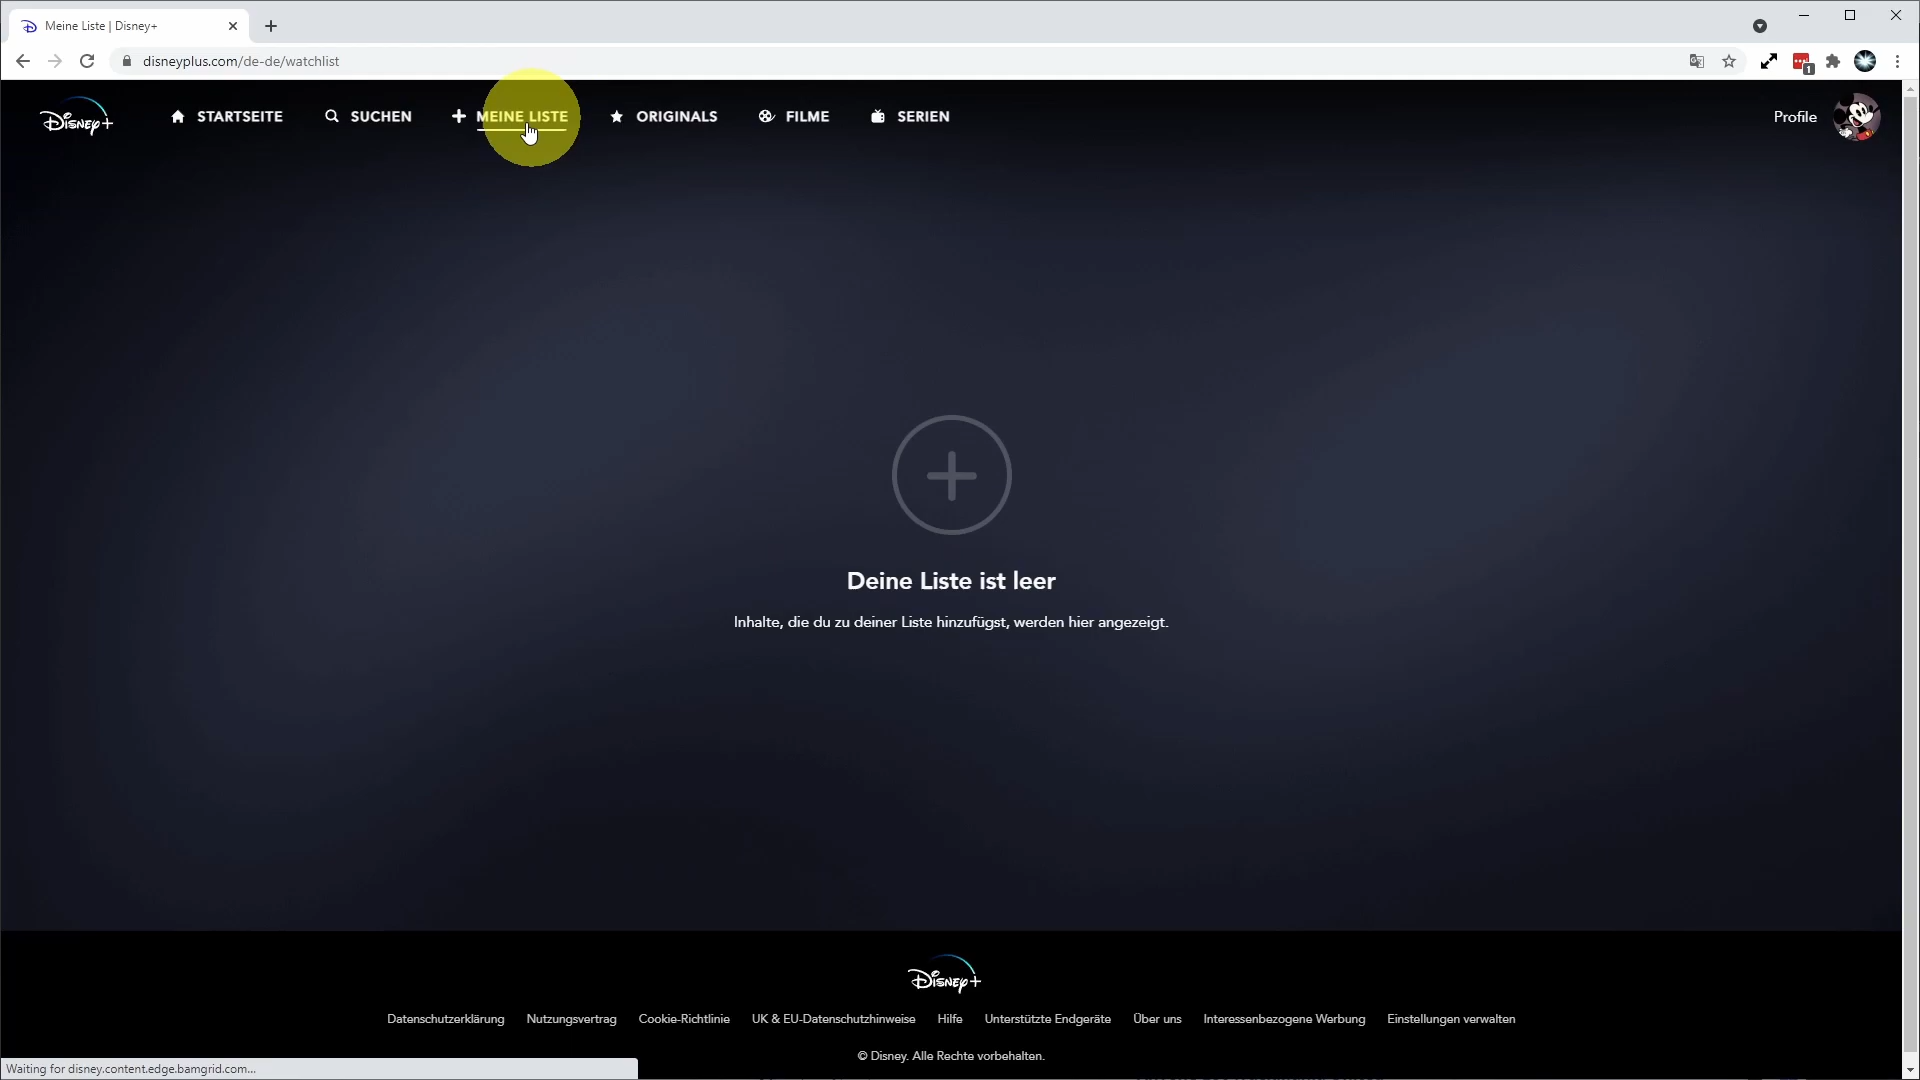 Meine Liste | Disney+
disneyplus.com/de-de/watchlist
1
Disney+ STARTSEITE SUCHEN MEINE LISTE ORIGINALS FILME SERIEN Profile
Deine Liste ist leer
Inhalte, die du zu deiner Liste hinzufügst, werden hier angezeigt.
Disney+
Datenschutzerklärung Nutzungsvertrag Cookie-Richtlinie UK & EU-Datenschutzhinweise Hilfe Unterstützte Endgeräte Über uns Interessenbezogene Werbung Einstellungen verwalten
© Disney. Alle Rechte vorbehalten.
Waiting for disney.content.edge.bamgrid.com...